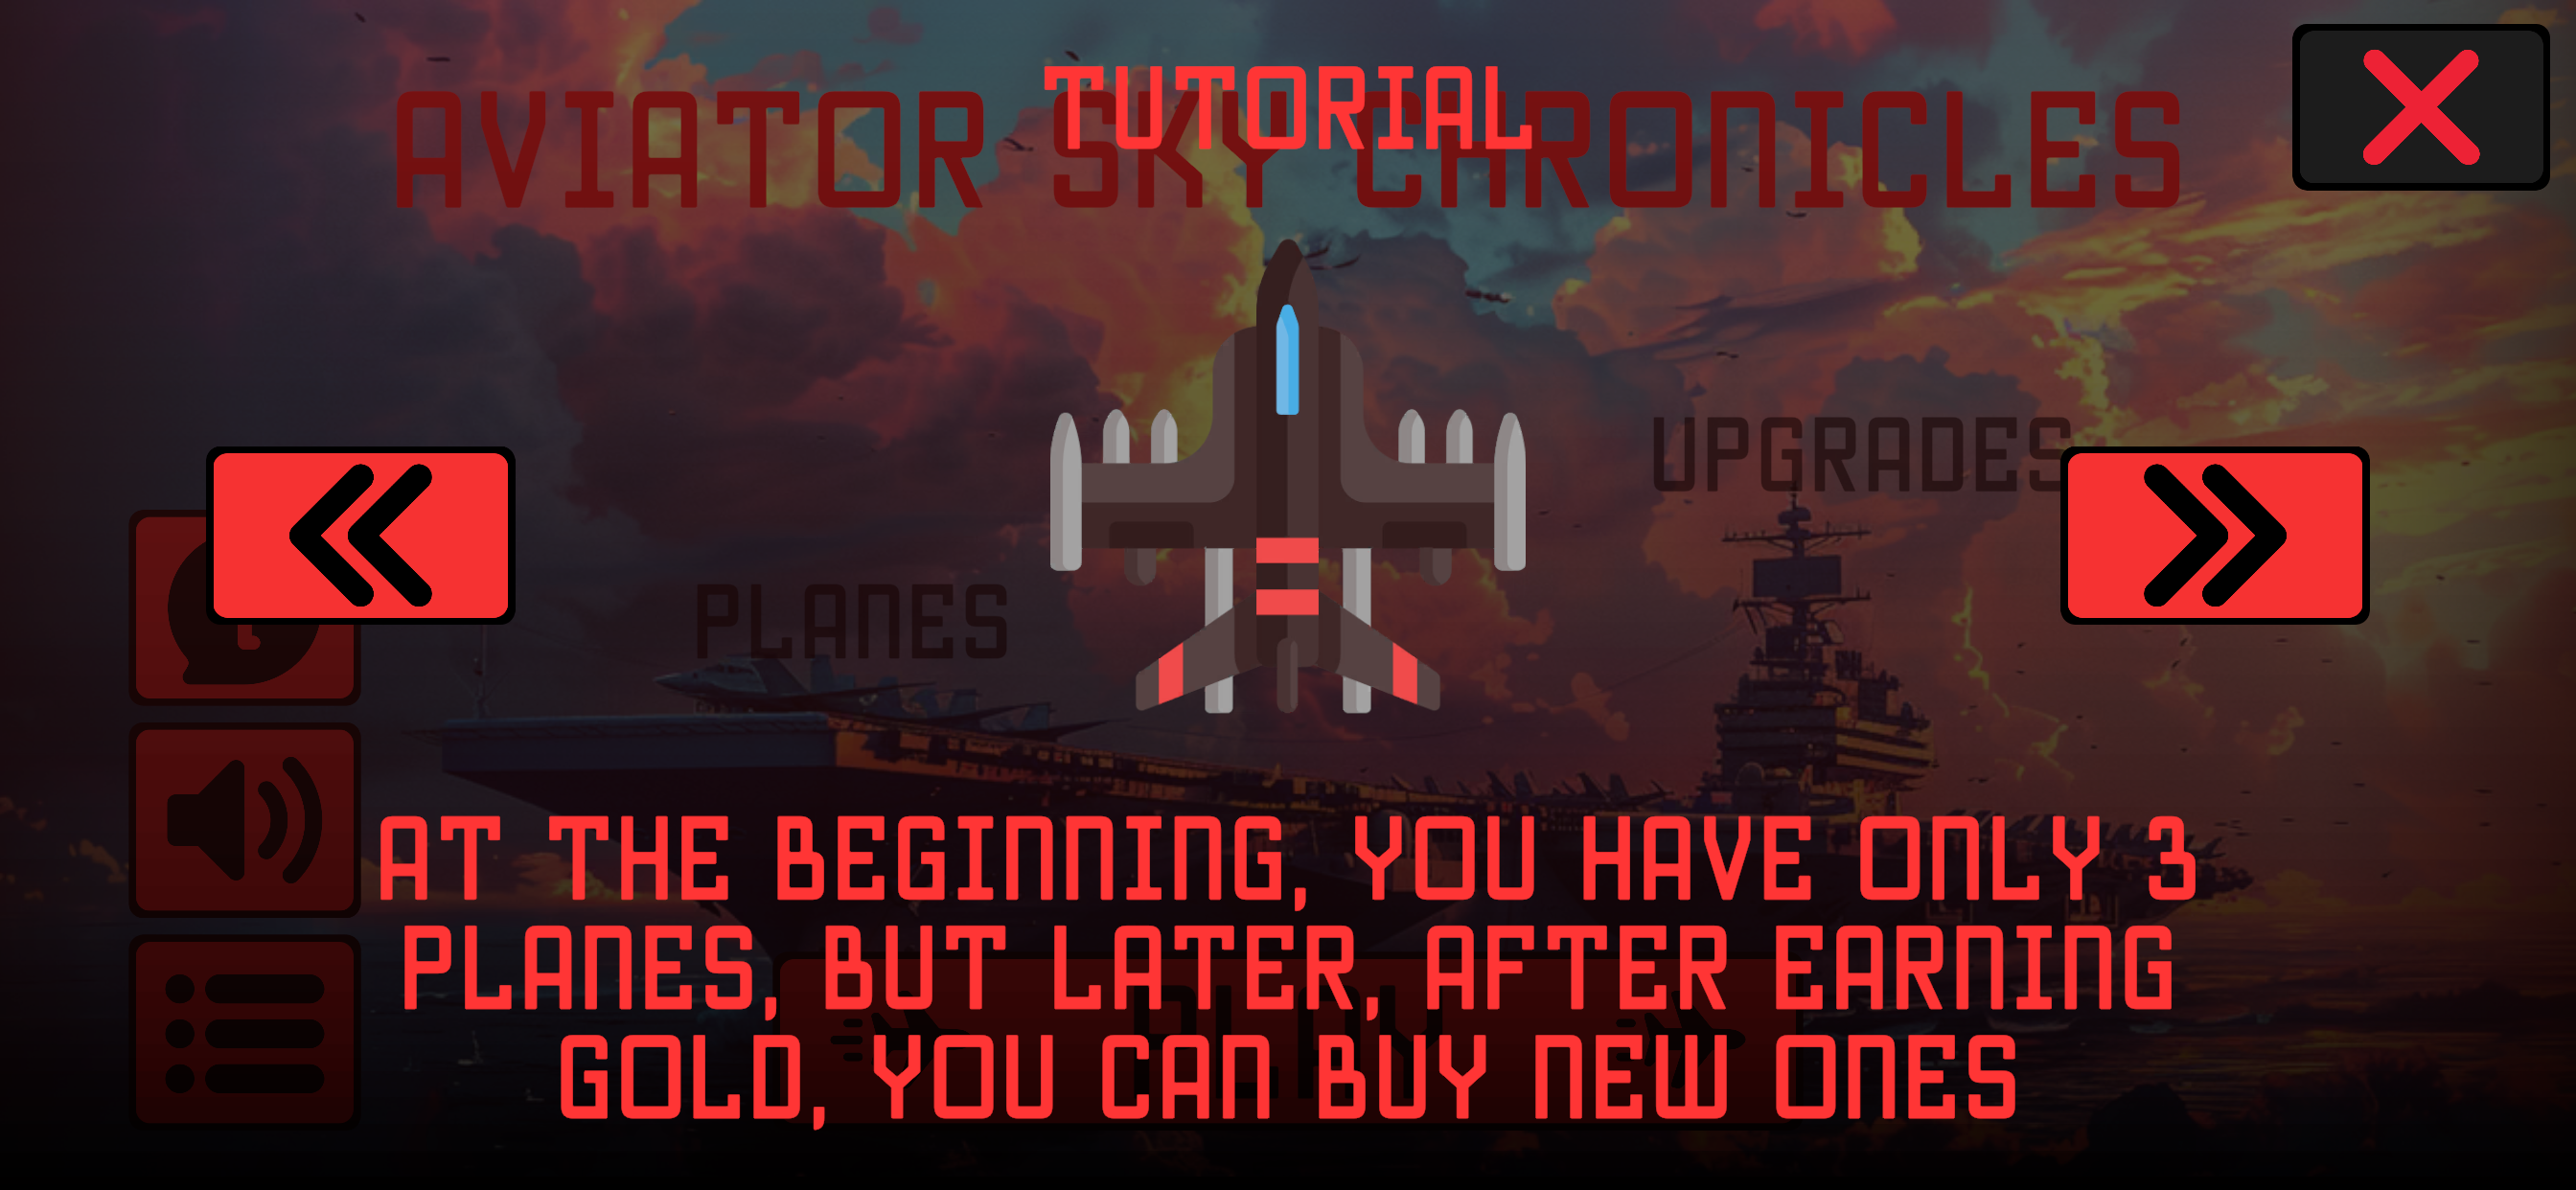 TUTORIAL
AVIATOR SKY CHRONICLES
UPGRADES
PLANES
AT THE BEGINNING, YOU HAVE ONLY 3
PLANES, BUT LATER, AFTER EARNING
GOLD, YOU CAN BUY NEW ONES
PLAY